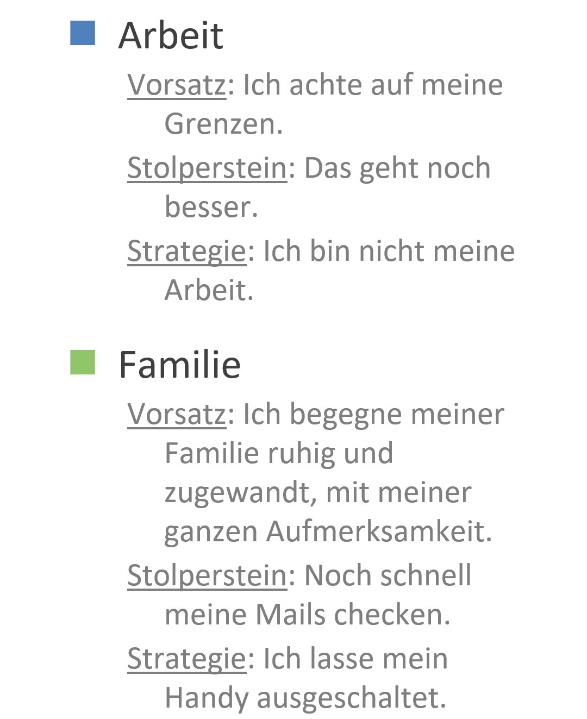 Arbeit
Vorsatz: Ich achte auf meine
Grenzen.
Stolperstein: Das geht noch
besser.
Strategie: Ich bin nicht meine
Arbeit.
Familie
Vorsatz: Ich begegne meiner
Familie ruhig und
zugewandt, mit meiner
ganzen Aufmerksamkeit.
Stolperstein: Noch schnell
meine Mails checken.
Strategie: Ich lasse mein
Handy ausgeschaltet.